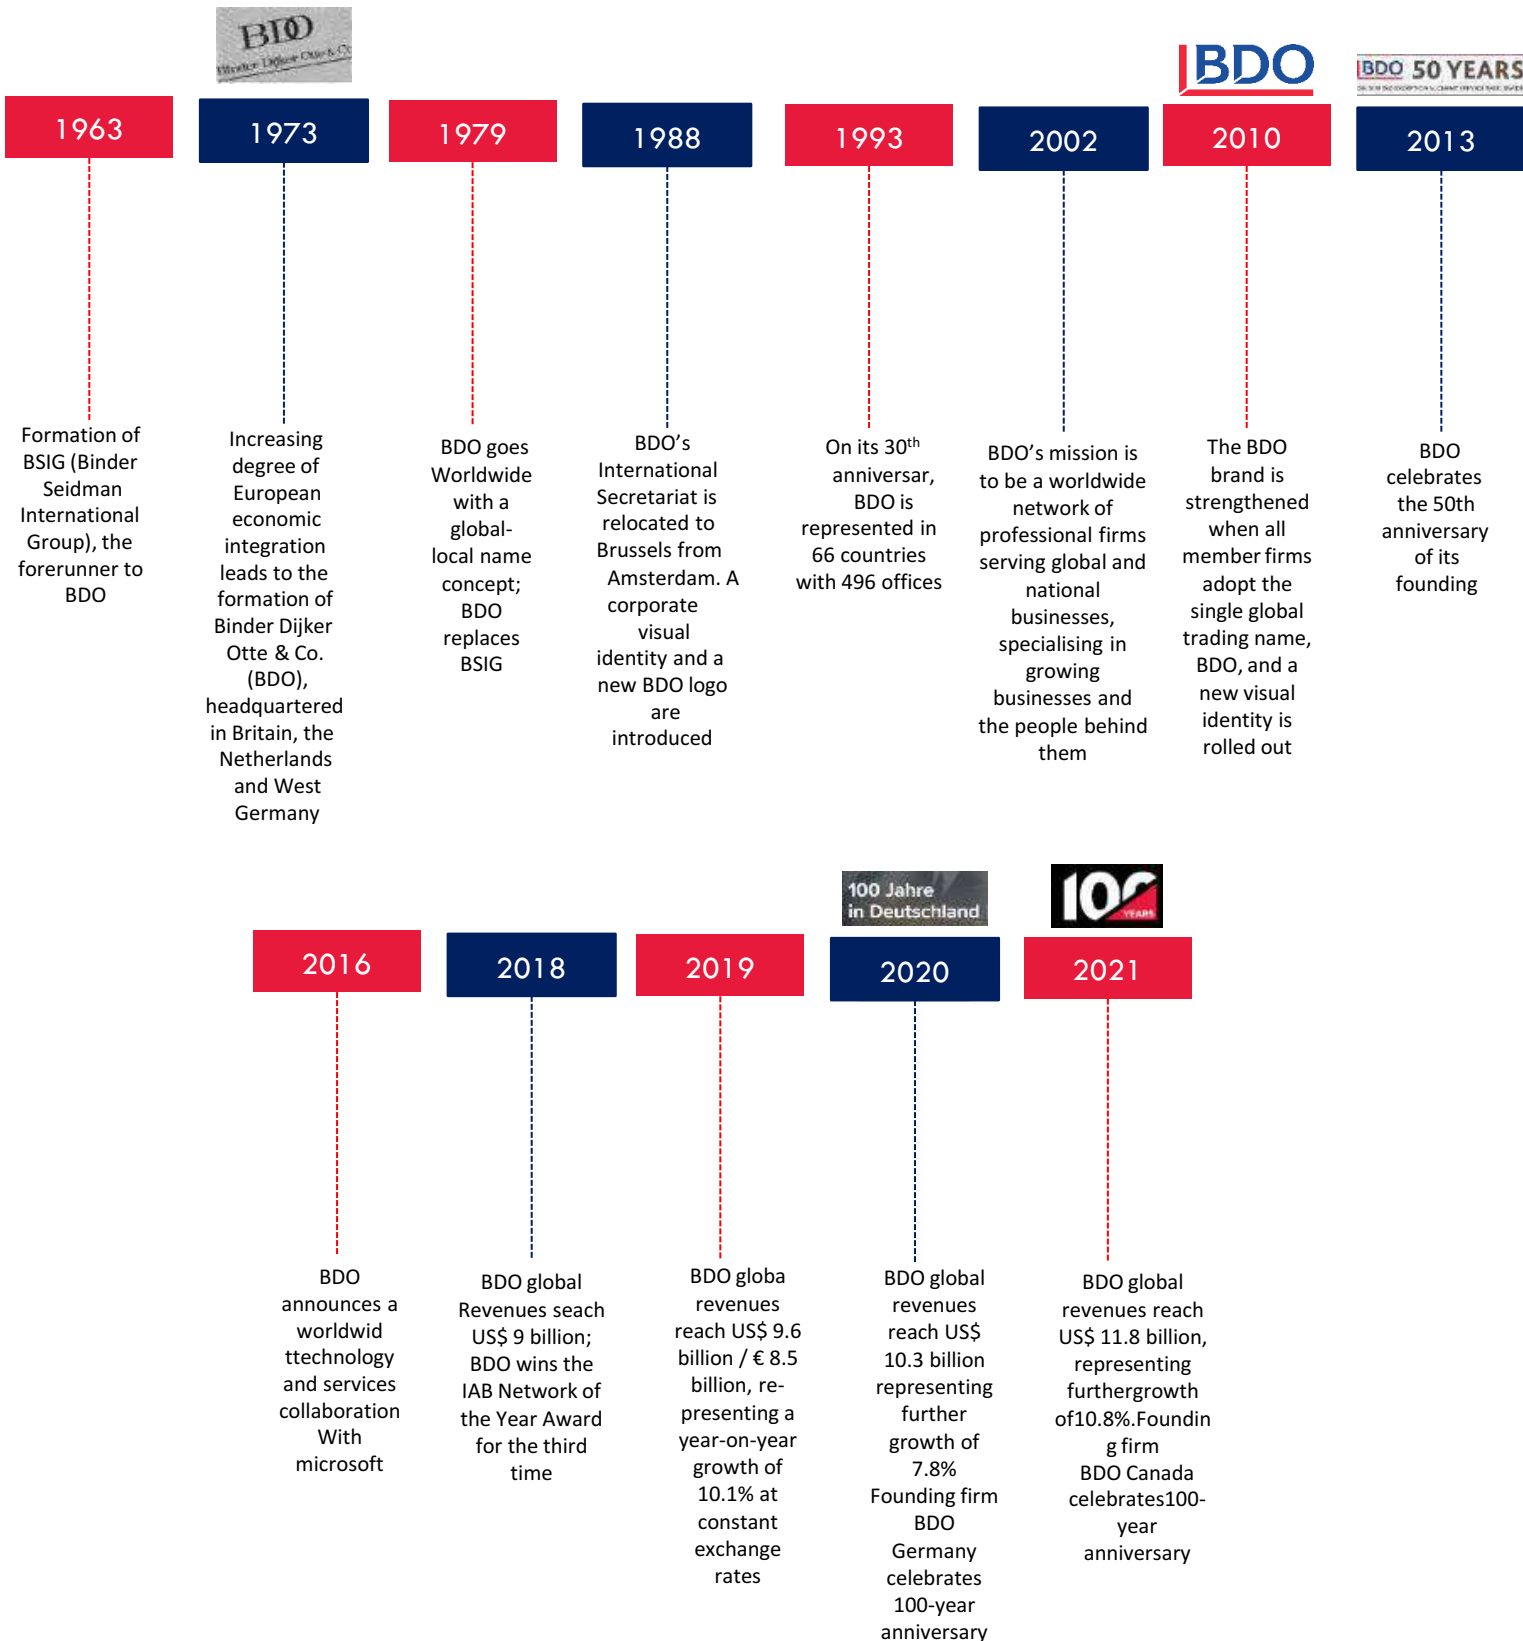 BDO
Binder Dijker Otte & Co
BDO
BDO 50 YEARS
1963
1973
1979
1988
1993
2002
2010
2013
Formation of
BSIG (Binder
Seidman
International
Group), the
forerunner to
BDO
Increasing
degree of
European
economic
integration
leads to the
formation of
Binder Dijker
Otte & Co.
(BDO),
headquartered
in Britain, the
Netherlands
and West
Germany
BDO goes
Worldwide
with a
global-
local name
concept;
BDO
replaces
BSIG
BDO’s
International
Secretariat is
relocated to
Brussels from
Amsterdam. A
corporate
visual
identity and a
new BDO logo
are
introduced
On its 30th
anniversar,
BDO is
represented in
66 countries
with 496 offices
BDO’s mission is
to be a worldwide
network of
professional firms
serving global and
national
businesses,
specialising in
growing
businesses and
the people behind
them
The BDO
brand is
strengthened
when all
member firms
adopt the
single global
trading name,
BDO, and a
new visual
identity is
rolled out
BDO
celebrates
the 50th
anniversary
of its
founding
100 Jahre
in Deutschland
100
YEARS
2016
2018
2019
2020
2021
BDO
announces a
worldwid
ttechnology
and services
collaboration
With
microsoft
BDO global
Revenues seach
US$ 9 billion;
BDO wins the
IAB Network of
the Year Award
for the third
time
BDO globa
revenues
reach US$ 9.6
billion / € 8.5
billion, re-
presenting a
year-on-year
growth of
10.1% at
constant
exchange
rates
BDO global
revenues
reach US$
10.3 billion
representing
further
growth of
7.8%
Founding firm
BDO
Germany
celebrates
100-year
anniversary
BDO global
revenues reach
US$ 11.8 billion,
representing
furthergrowth
of10.8%.Foundin
g firm
BDO Canada
celebrates100-
year
anniversary